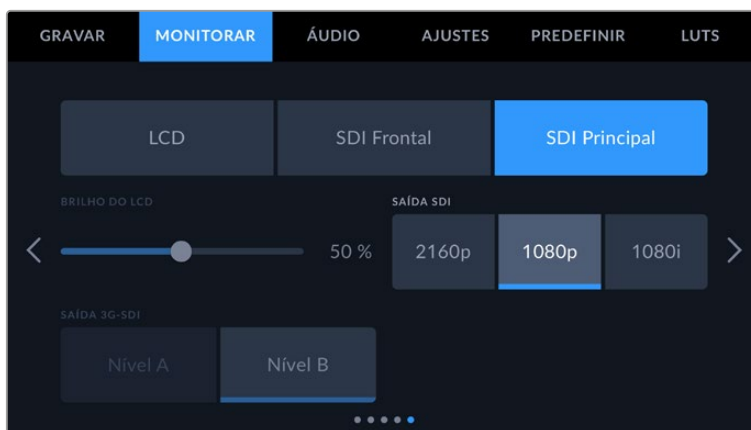 GRAVAR MONITORAR ÁUDIO AJUSTES PREDEFINIR LUTS
LCD SDI Frontal SDI Principal
BRILHO DO LCD SAÍDA SDI
50 % 2160p 1080p 1080i
SAÍDA 3G-SDI
Nível A Nível B